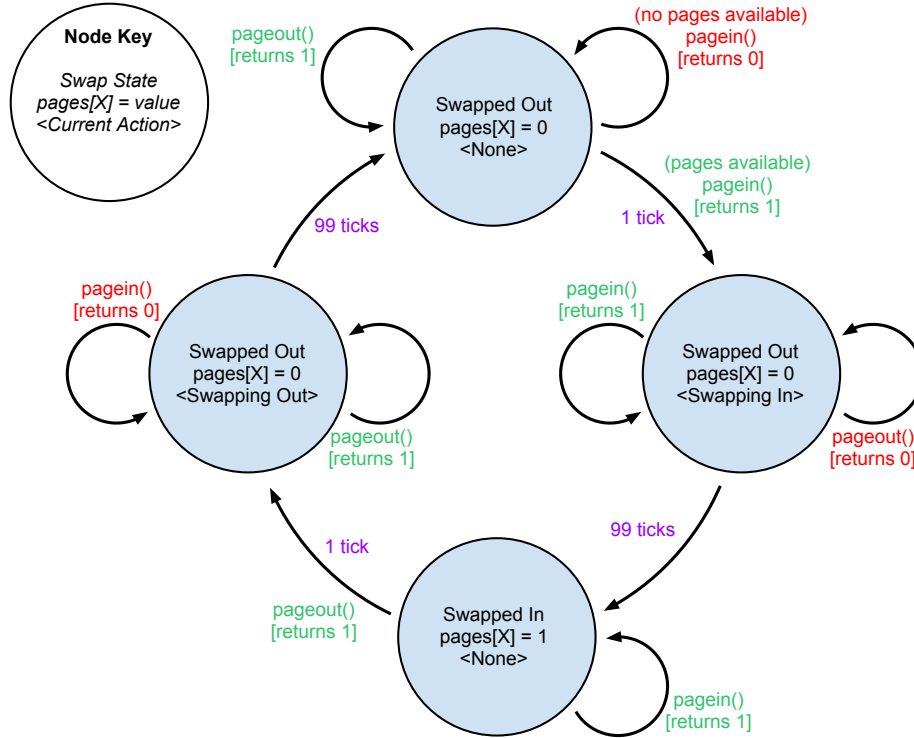 Node Key
Swap State
pages[X] = value
<Current Action>
pageout()
[returns 1]
(no pages available)
pagein()
[returns 0]
Swapped Out
pages[X] = 0
<None>
(pages available)
pagein()
[returns 1]
99 ticks
1 tick
pagein()
[returns 0]
Swapped Out
pages[X] = 0
<Swapping Out>
pageout()
[returns 1]
pagein()
[returns 1]
Swapped Out
pages[X] = 0
<Swapping In>
pageout()
[returns 0]
1 tick
99 ticks
pageout()
[returns 1]
Swapped In
pages[X] = 1
<None>
pagein()
[returns 1]